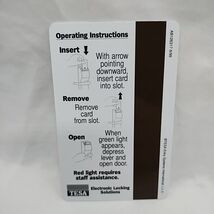 Operating Instructions
Insert
With arrow
pointing
downward,
insert card
into slot.
Remove
Remove
card
from slot.
Open
When
green light
appears,
depress
lever and
open door.
Red light requires
staff assistance.
TESA
Electronic Locking
Solutions